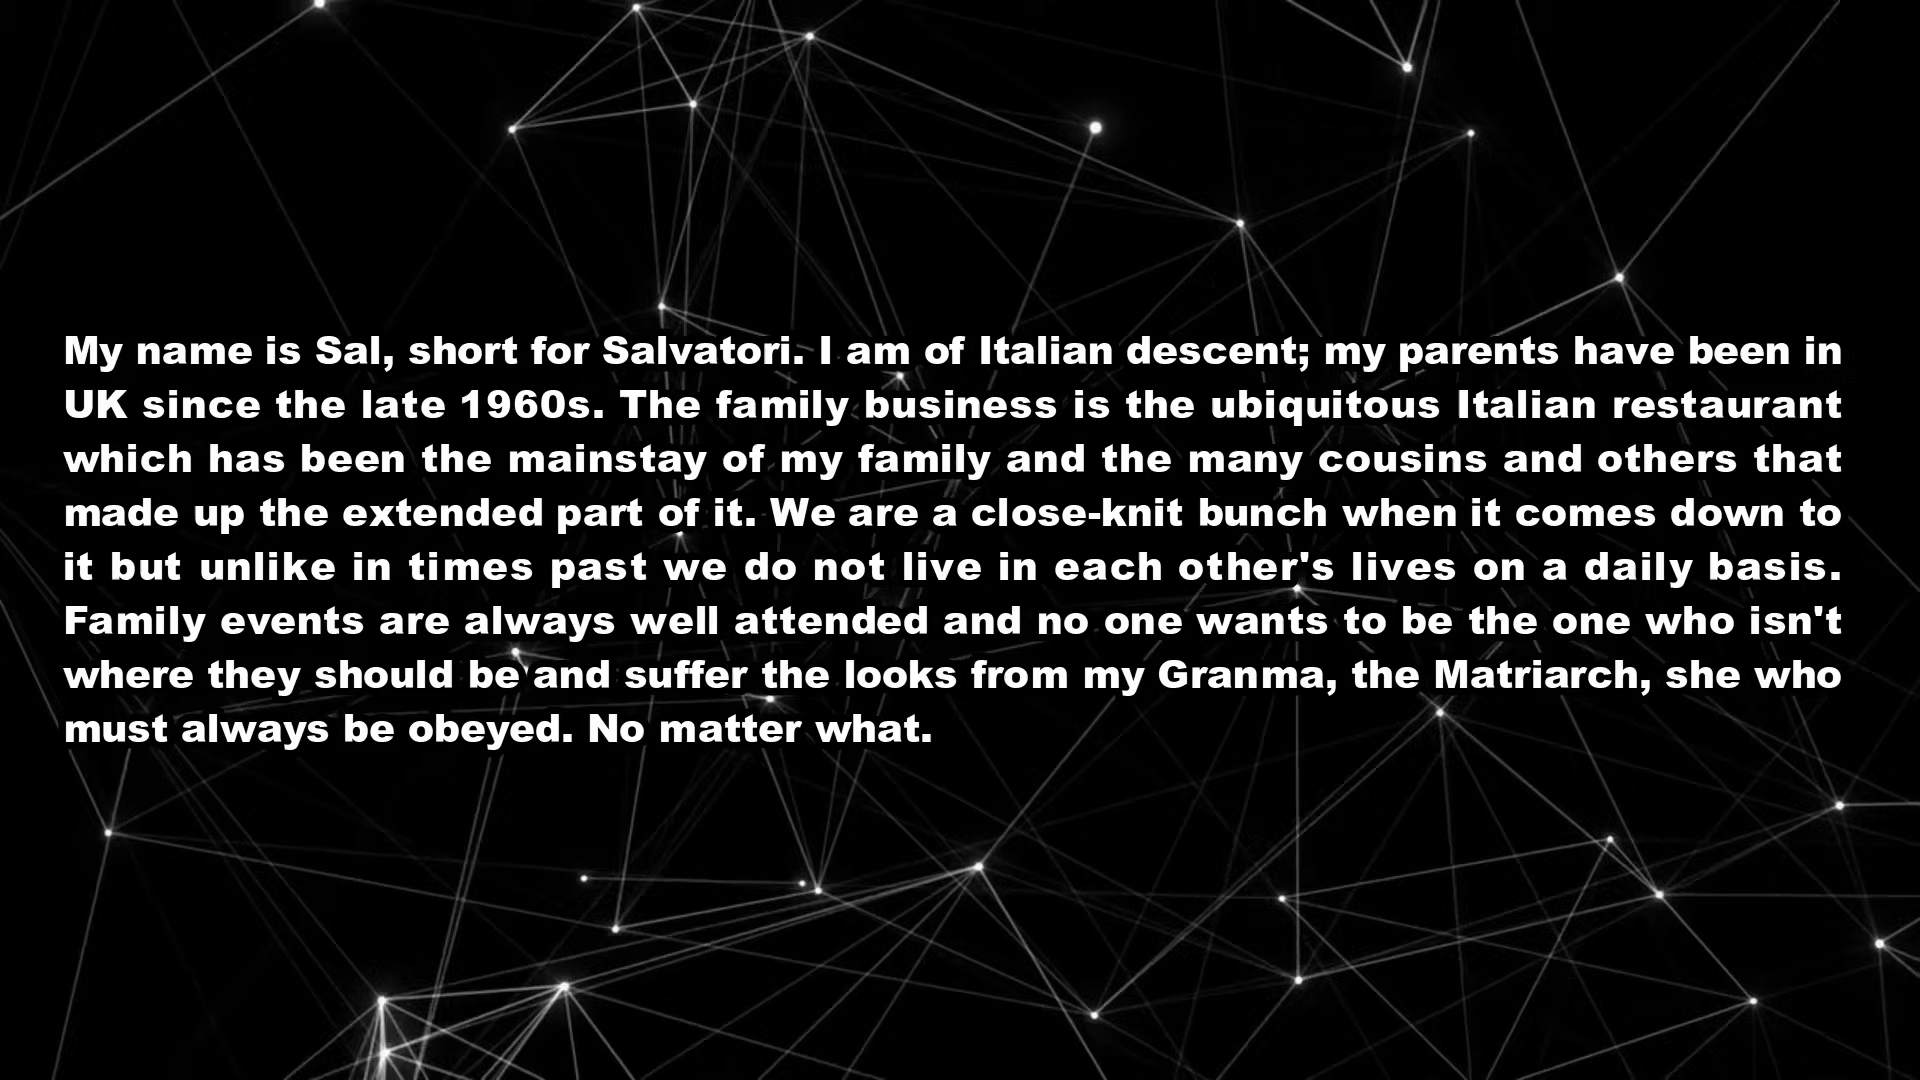 My name is Sal, short for Salvatori. I am of Italian descent; my parents have been in
UK since the late 1960s. The family business is the ubiquitous Italian restaurant
which has been the mainstay of my family and the many cousins and others that
made up the extended part of it. We are a close-knit bunch when it comes down to
it but unlike in times past we do not live in each other's lives on a daily basis.
Family events are always well attended and no one wants to be the one who isn't
where they should be and suffer the looks from my Granma, the Matriarch, she who
must always be obeyed. No matter what.